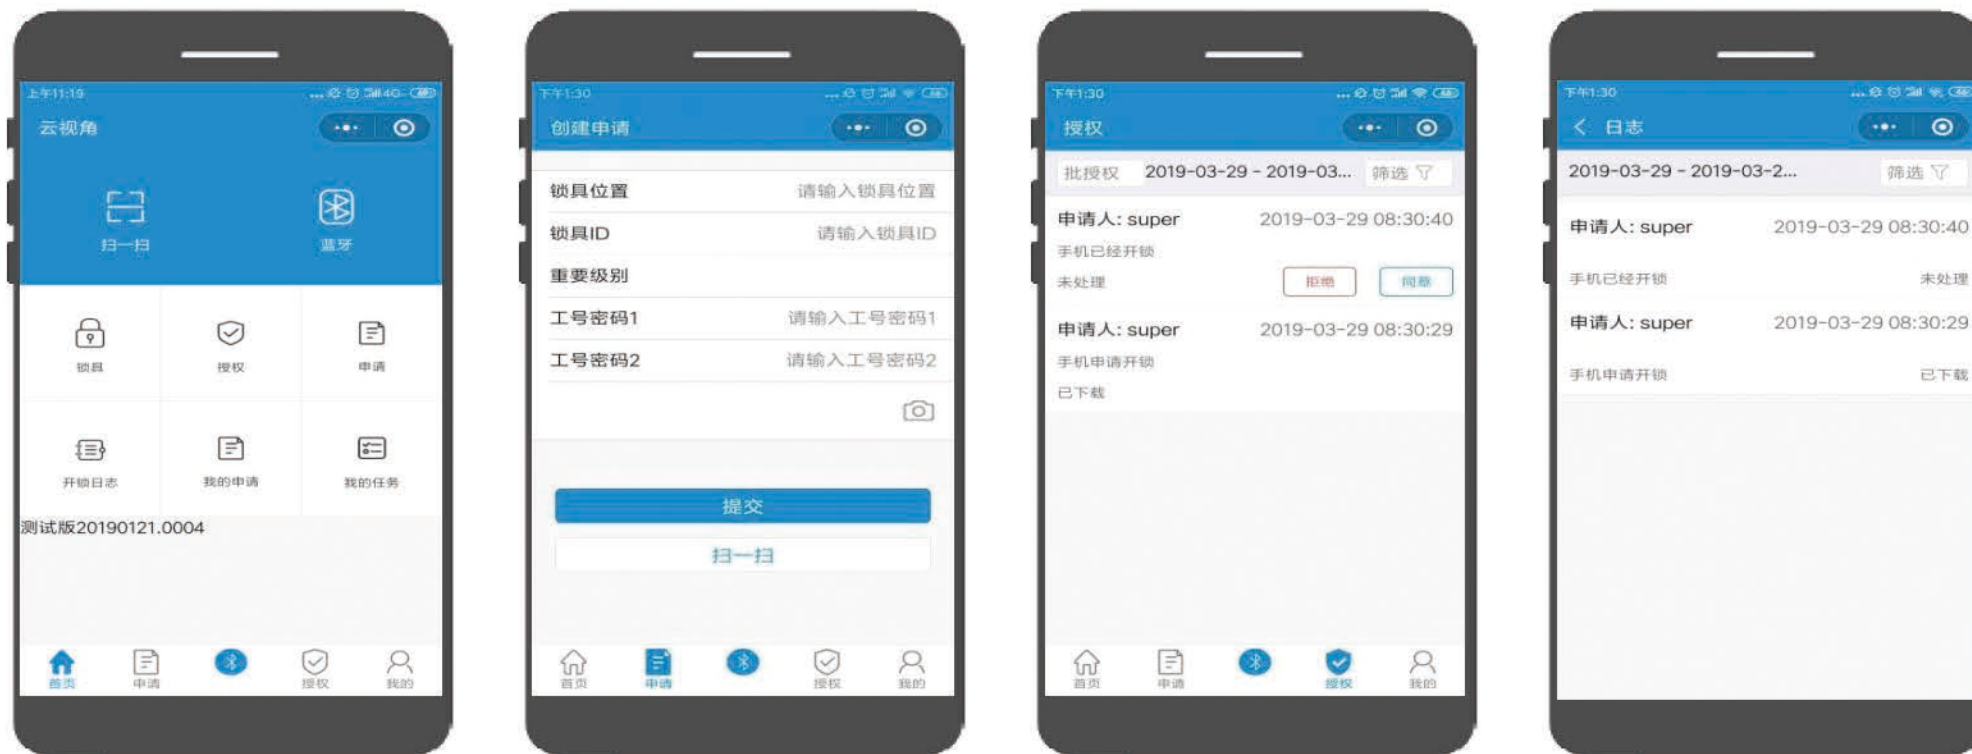 上午11:19
云视角
扫一扫
蓝牙
锁具
授权
申请
开锁日志
我的申请
我的任务
测试版20190121.0004
首页
申请
授权
我的
下午1:30
创建申请
锁具位置 请输入锁具位置
锁具ID 请输入锁具ID
重要级别
工号密码1 请输入工号密码1
工号密码2 请输入工号密码2
提交
扫一扫
首页
申请
授权
我的
下午1:30
授权
批授权 2019-03-29 - 2019-03... 筛选
申请人: super 2019-03-29 08:30:40
手机已经开锁
未处理 拒绝 同意
申请人: super 2019-03-29 08:30:29
手机申请开锁
已下载
首页
申请
授权
我的
下午1:30
日志
2019-03-29 - 2019-03-2... 筛选
申请人: super 2019-03-29 08:30:40
手机已经开锁 未处理
申请人: super 2019-03-29 08:30:29
手机申请开锁 已下载